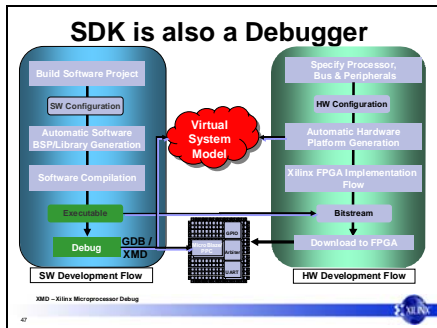 SDK is also a Debugger
Build Software Project
SW Configuration
Automatic Software
BSP/Library Generation
Software Compilation
Executable
Debug
GDB /
XMD
SW Development Flow
Virtual
System
Model
GPIO
MicroBlaze
PPC
Arbiter
UART
Specify Processor,
Bus & Peripherals
HW Configuration
Automatic Hardware
Platform Generation
Xilinx FPGA Implementation
Flow
Bitstream
Download to FPGA
HW Development Flow
XMD – Xilinx Microprocessor Debug
47
XILINX